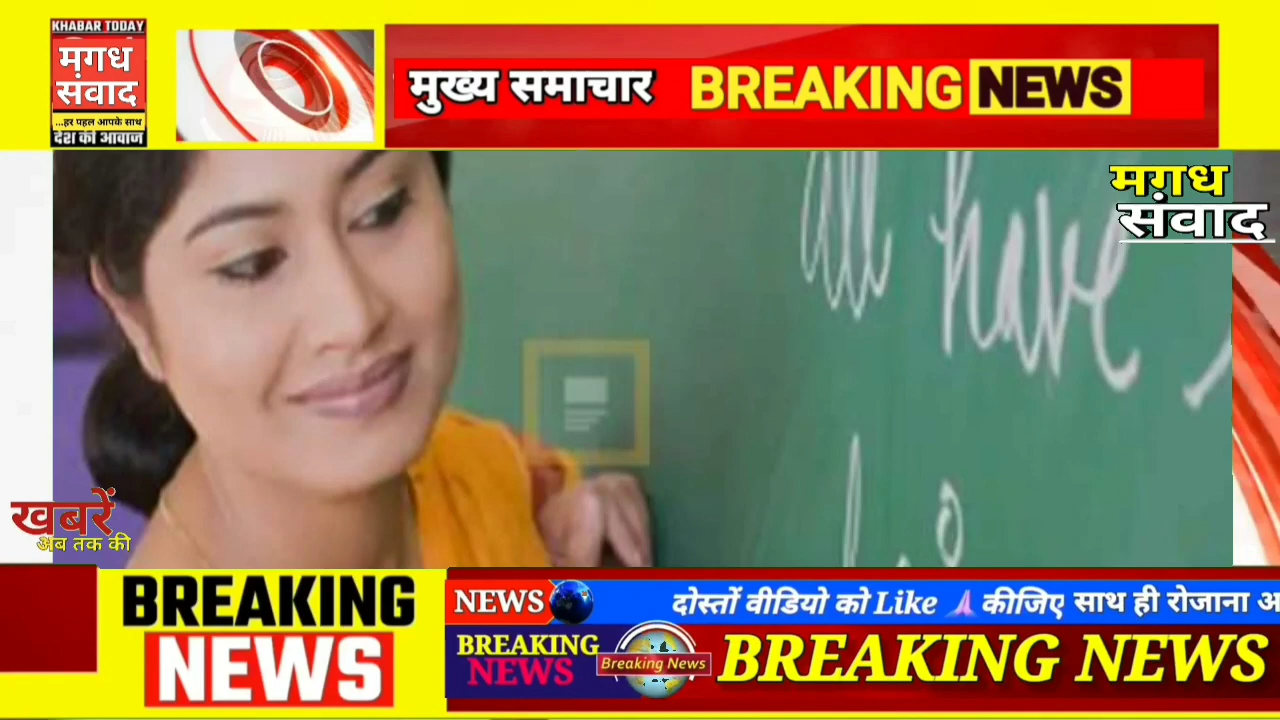 KHABAR TODAY
मगध
संवाद
...हर पहल आपके साथ
देश की आवाज
मुख्य समाचार BREAKING NEWS
मगध
संवाद
all have
खबरें
अब तक की
BREAKING
NEWS
NEWS दोस्तों वीडियो को Like 🙏 कीजिए साथ ही रोजाना अ
BREAKING
NEWS
Breaking News
BREAKING NEWS